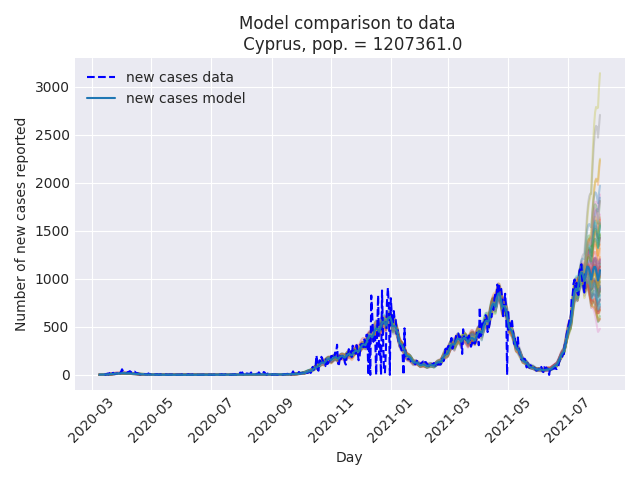 Model comparison to data
Cyprus, pop. = 1207361.0
new cases data
new cases model
Number of new cases reported
3000
2500
2000
1500
1000
500
0
2020-03
2020-05
2020-07
2020-09
2020-11
2021-01
2021-03
2021-05
2021-07
Day